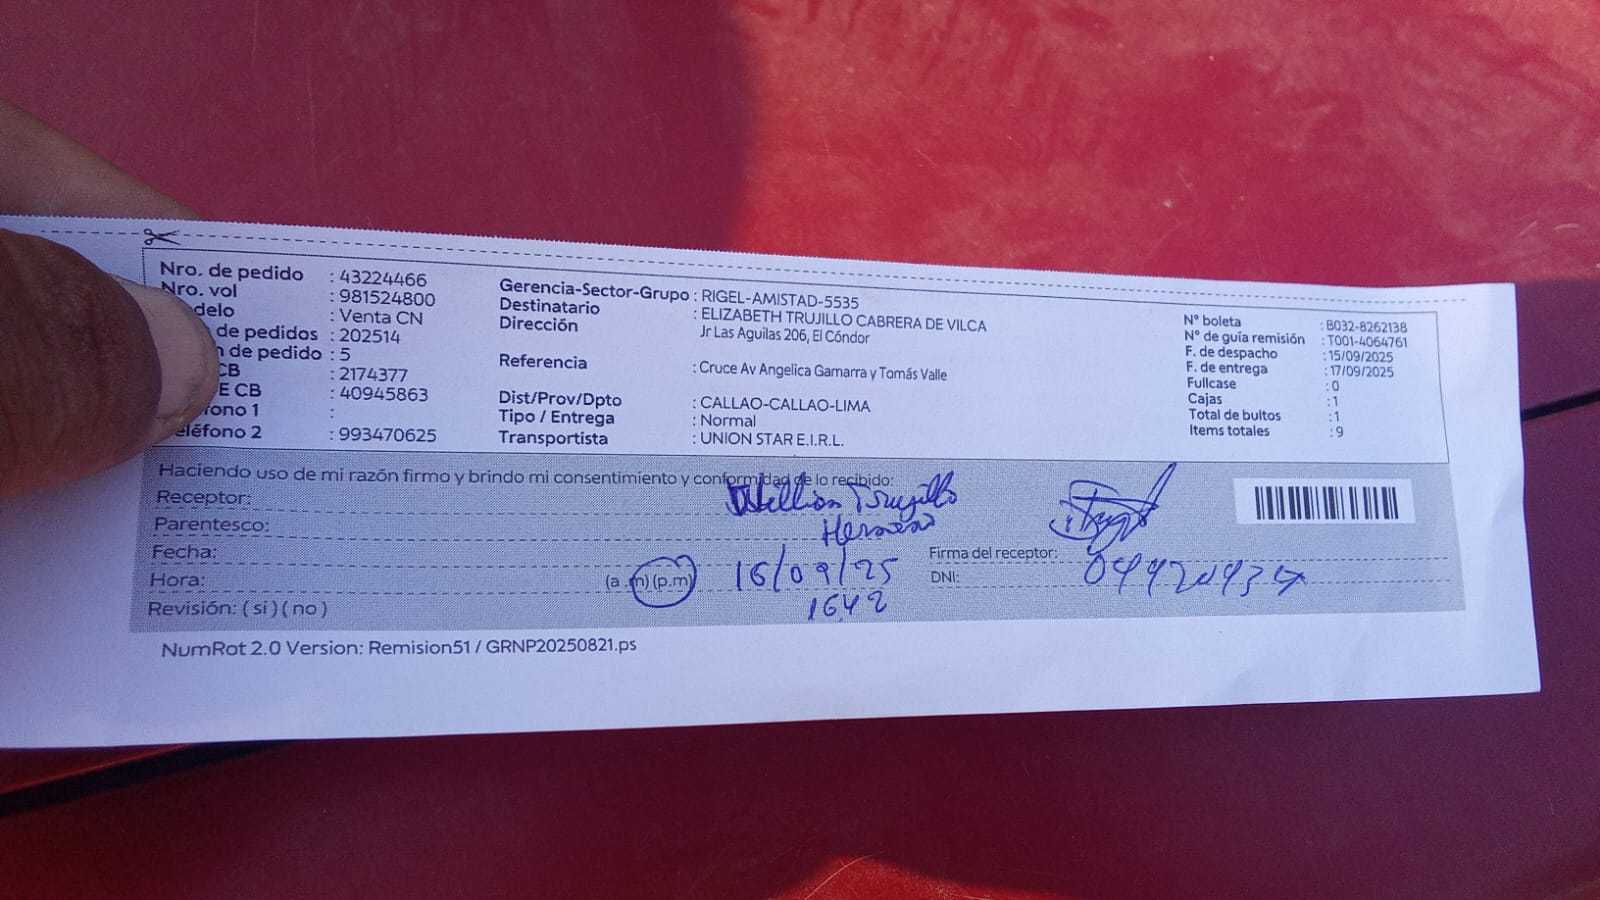 Nro. de pedido : 43224466
Nro. vol : 981524800
delo : Venta CN
de pedidos : 202514
n de pedido : 5
CB : 2174377
E CB : 40945863
fono 1 :
eléfono 2 : 993470625
Gerencia-Sector-Grupo : RIGEL-AMISTAD-5535
Destinatario : ELIZABETH TRUJILLO CABRERA DE VILCA
Dirección Jr Las Aguilas 206, El Cóndor
Referencia : Cruce Av Angelica Gamarra y Tomás Valle
Dist/Prov/Dpto : CALLAO-CALLAO-LIMA
Tipo / Entrega : Normal
Transportista : UNION STAR E.I.R.L.
N° boleta : B032-8262138
N° de guía remisión : T001-4064761
F. de despacho : 15/09/2025
F. de entrega : 17/09/2025
Fullcase : 0
Cajas : 1
Total de bultos : 1
Items totales : 9
Haciendo uso de mi razón firmo y brindo mi consentimiento y conformidad de lo recibido:
Receptor: Willian Trujillo
Parentesco: Hermano
Fecha: 16/09/25
Firma del receptor:
Hora: (a.m) (p.m) 1642
DNI:
Revisión: ( si ) ( no )
NumRot 2.0 Version: Remision51 / GRNP20250821.ps